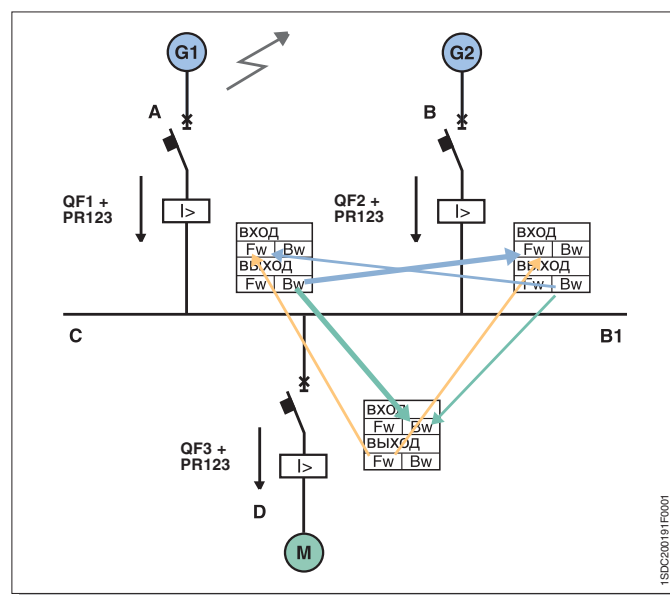 G1
G2
A
B
QF1 +
PR123
I>
QF2 +
PR123
I>
ВХОД
Fw Bw
ВЫХОД
Fw Bw
ВХОД
Fw Bw
ВЫХОД
Fw Bw
C
B1
QF3 +
PR123
I>
ВХОД
Fw Bw
ВЫХОД
Fw Bw
D
M
1SDC200191F0001